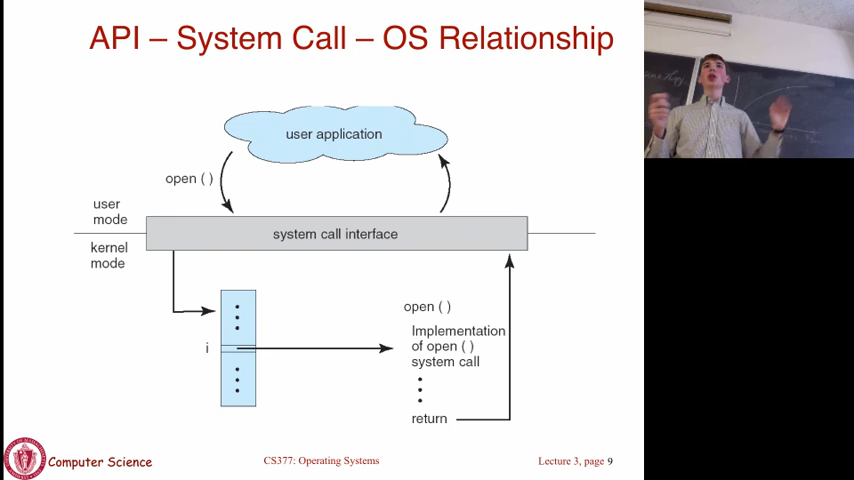 API – System Call – OS Relationship
user application
open ( )
user
mode
system call interface
kernel
mode
open ( )
Implementation
of open ( )
system call
i
return
Computer Science
CS377: Operating Systems
Lecture 3, page 9